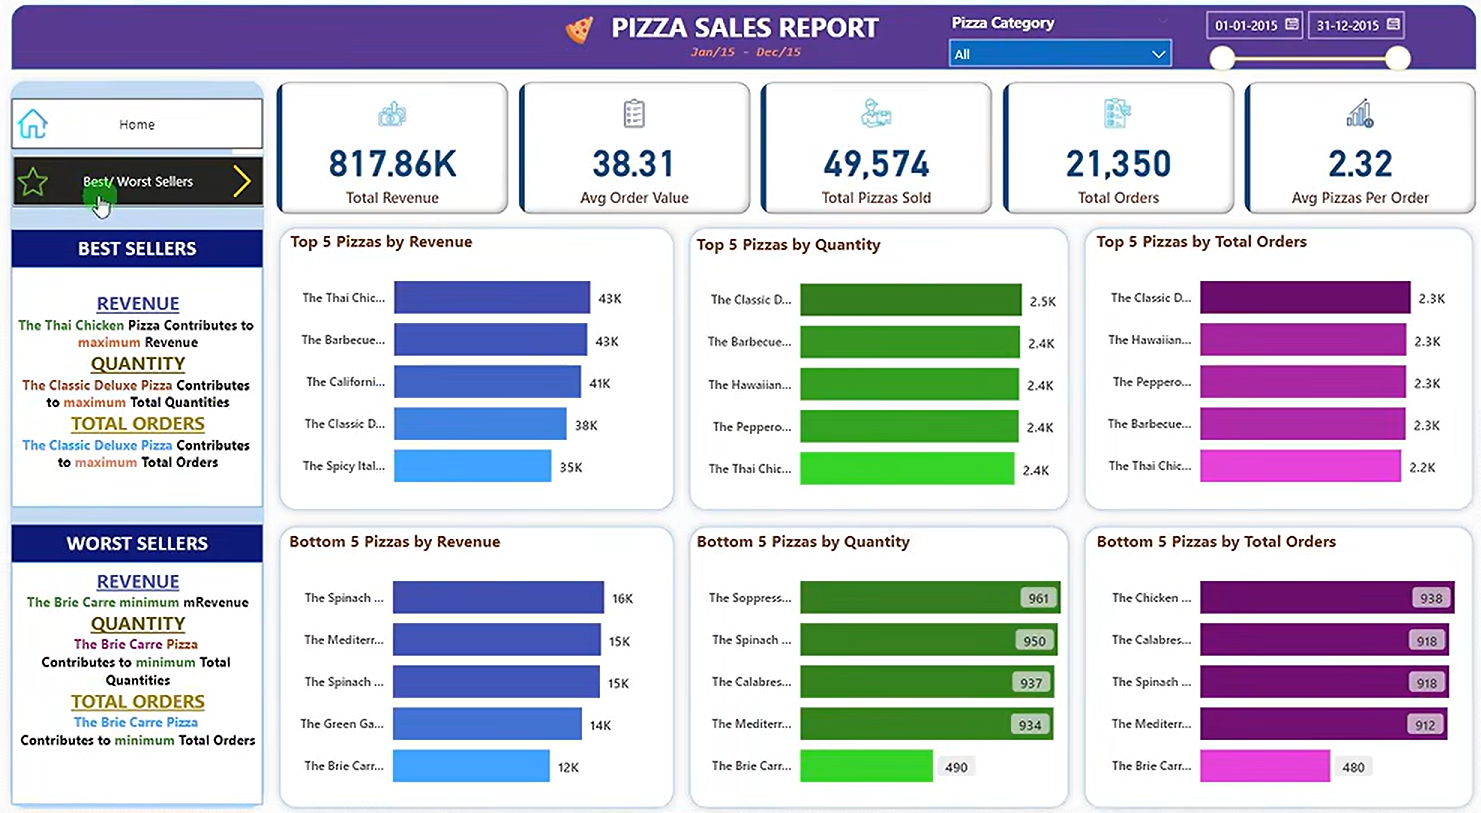 PIZZA SALES REPORT
Jan/15 - Dec/15
Pizza Category
All
01-01-2015
31-12-2015
Home
Best/ Worst Sellers
817.86K
Total Revenue
38.31
Avg Order Value
49,574
Total Pizzas Sold
21,350
Total Orders
2.32
Avg Pizzas Per Order
BEST SELLERS
REVENUE
The Thai Chicken Pizza Contributes to
maximum Revenue
QUANTITY
The Classic Deluxe Pizza Contributes
to maximum Total Quantities
TOTAL ORDERS
The Classic Deluxe Pizza Contributes
to maximum Total Orders
Top 5 Pizzas by Revenue
The Thai Chic... 43K
The Barbecue... 43K
The Californi... 41K
The Classic D... 38K
The Spicy Ital... 35K
Top 5 Pizzas by Quantity
The Classic D... 2.5K
The Barbecue... 2.4K
The Hawaiian... 2.4K
The Peppero... 2.4K
The Thai Chic... 2.4K
Top 5 Pizzas by Total Orders
The Classic D... 2.3K
The Hawaiian... 2.3K
The Peppero... 2.3K
The Barbecue... 2.3K
The Thai Chic... 2.2K
WORST SELLERS
REVENUE
The Brie Carre minimum mRevenue
QUANTITY
The Brie Carre Pizza
Contributes to minimum Total
Quantities
TOTAL ORDERS
The Brie Carre Pizza
Contributes to minimum Total Orders
Bottom 5 Pizzas by Revenue
The Spinach ... 16K
The Mediterr... 15K
The Spinach ... 15K
The Green Ga... 14K
The Brie Carr... 12K
Bottom 5 Pizzas by Quantity
The Soppress... 961
The Spinach ... 950
The Calabres... 937
The Mediterr... 934
The Brie Carr... 490
Bottom 5 Pizzas by Total Orders
The Chicken ... 938
The Calabres... 918
The Spinach ... 918
The Mediterr... 912
The Brie Carr... 480